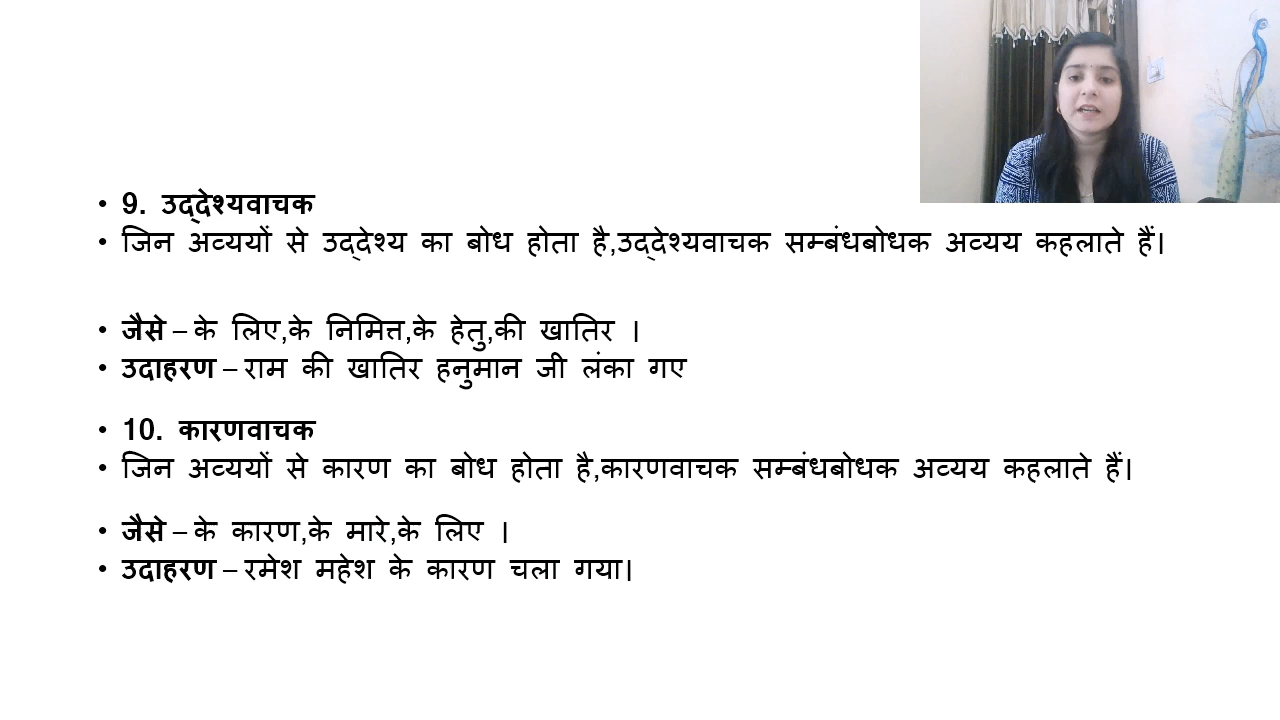 • 9. उद्देश्यवाचक
• जिन अव्ययों से उद्देश्य का बोध होता है,उद्देश्यवाचक सम्बंधबोधक अव्यय कहलाते हैं।
• जैसे – के लिए,के निमित्त,के हेतु,की खातिर ।
• उदाहरण – राम की खातिर हनुमान जी लंका गए
• 10. कारणवाचक
• जिन अव्ययों से कारण का बोध होता है,कारणवाचक सम्बंधबोधक अव्यय कहलाते हैं।
• जैसे – के कारण,के मारे,के लिए ।
• उदाहरण – रमेश महेश के कारण चला गया।